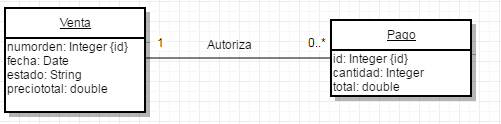 Venta
numorden: Integer {id}
fecha: Date
estado: String
preciototal: double
1
Autoriza
0..*
Pago
id: Integer {id}
cantidad: Integer
total: double